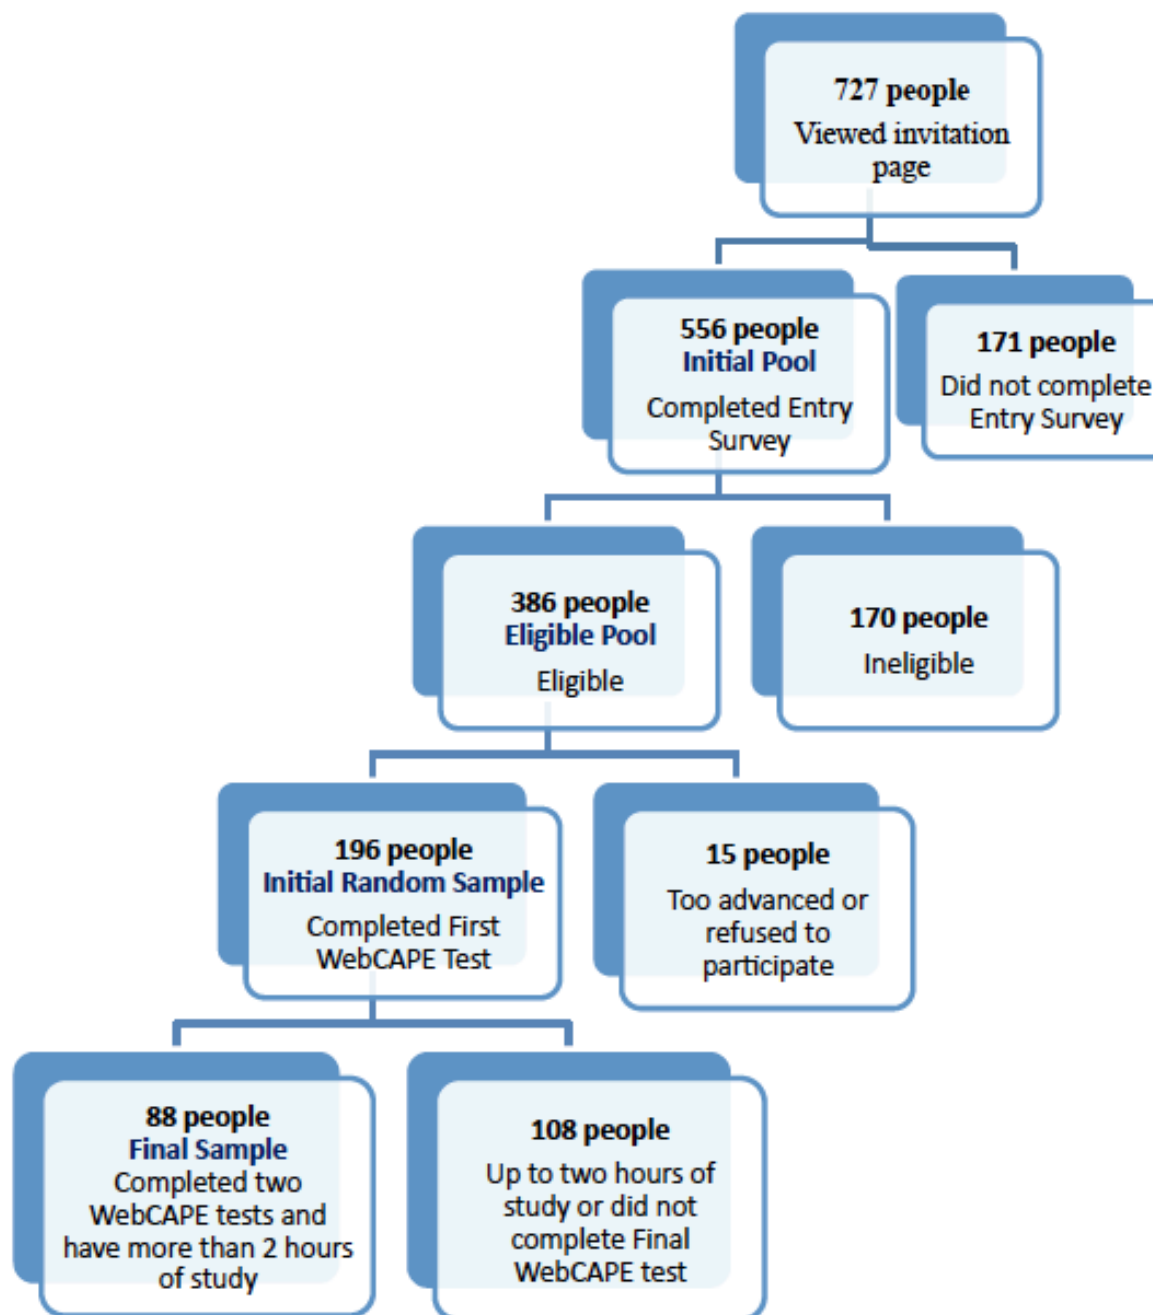 727 people
Viewed invitation
page
556 people
Initial Pool
Completed Entry
Survey
171 people
Did not complete
Entry Survey
386 people
Eligible Pool
Eligible
170 people
Ineligible
196 people
Initial Random Sample
Completed First
WebCAPE Test
15 people
Too advanced or
refused to
participate
88 people
Final Sample
Completed two
WebCAPE tests and
have more than 2 hours
of study
108 people
Up to two hours of
study or did not
complete Final
WebCAPE test